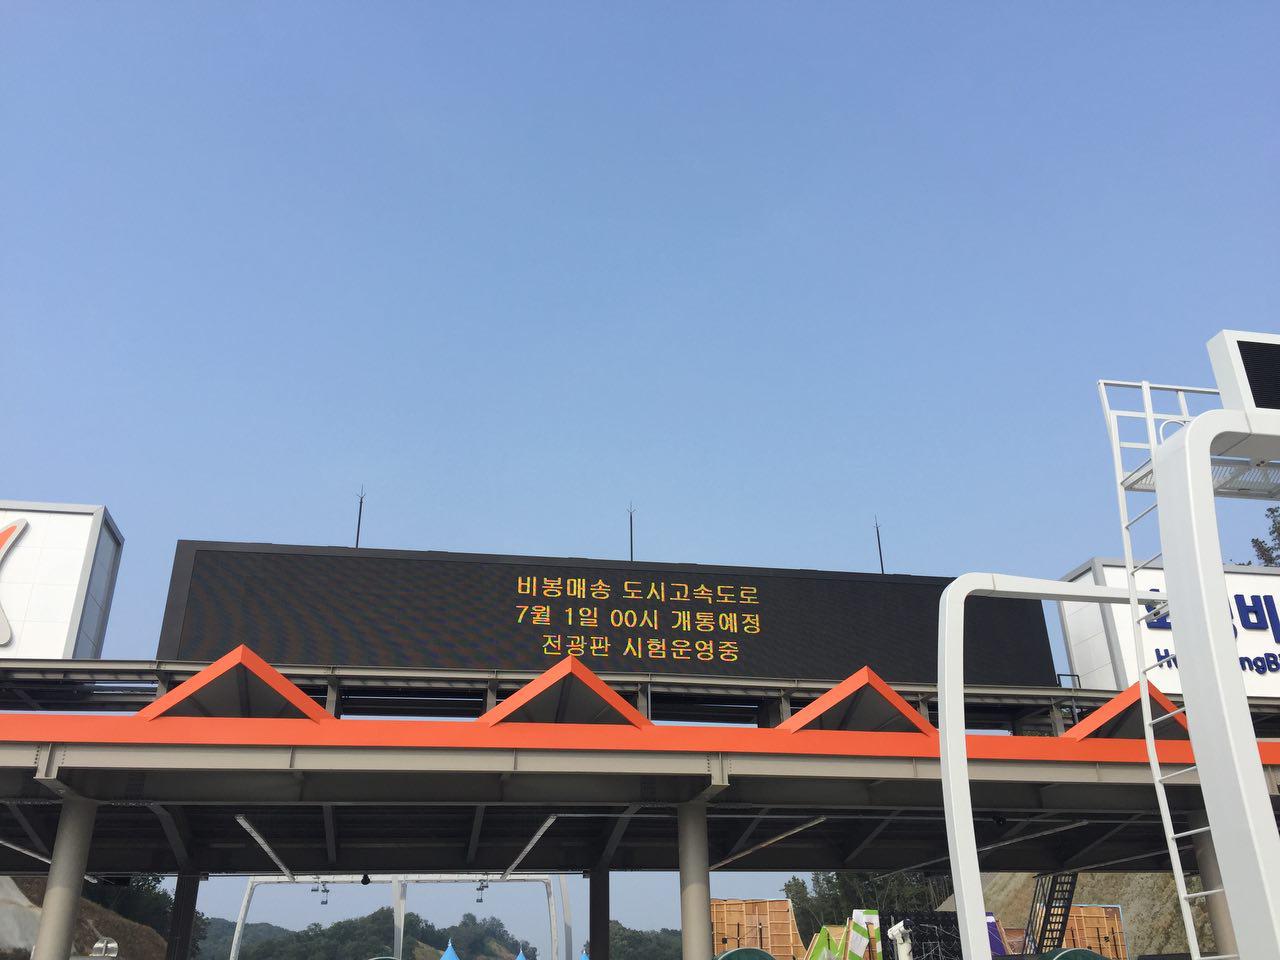 비봉매송 도시고속도로
7월 1일 00시 개통예정
전광판 시험운영중